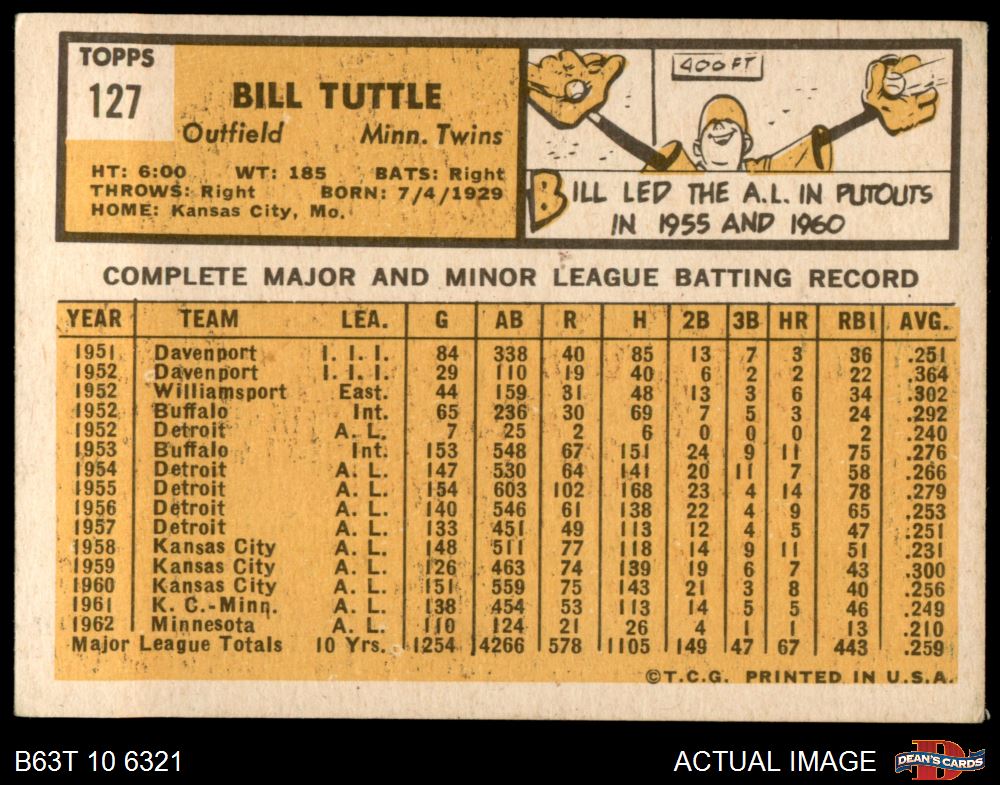 TOPPS
127
BILL TUTTLE
Outfield Minn. Twins
HT: 6:00 WT: 185 BATS: Right
THROWS: Right BORN: 7/4/1929
HOME: Kansas City, Mo.
400 FT
BILL LED THE A.L. IN PUTOUTS
IN 1955 AND 1960
COMPLETE MAJOR AND MINOR LEAGUE BATTING RECORD
YEAR TEAM LEA. G AB R H 2B 3B HR RBI AVG.
1951 Davenport I. I. I. 84 338 40 85 13 7 3 36 .251
1952 Davenport I. I. I. 29 110 19 40 6 2 2 22 .364
1952 Williamsport East. 44 159 31 48 13 3 6 34 .302
1952 Buffalo Int. 65 236 30 69 7 5 3 24 .292
1952 Detroit A. L. 7 25 2 6 0 0 0 2 .240
1953 Buffalo Int. 153 548 67 151 24 9 11 75 .276
1954 Detroit A. L. 147 530 64 141 20 11 7 58 .266
1955 Detroit A. L. 154 603 102 168 23 4 14 78 .279
1956 Detroit A. L. 140 546 61 138 22 4 9 65 .253
1957 Detroit A. L. 133 451 49 113 12 4 5 47 .251
1958 Kansas City A. L. 148 511 77 118 14 9 11 51 .231
1959 Kansas City A. L. 126 463 74 139 19 6 7 43 .300
1960 Kansas City A. L. 151 559 75 143 21 3 8 40 .256
1961 K. C.-Minn. A. L. 138 454 53 113 14 5 5 46 .249
1962 Minnesota A. L. 110 124 21 26 4 1 1 13 .210
Major League Totals 10 Yrs. 1254 4266 578 1105 149 47 67 443 .259
©T.C.G. PRINTED IN U.S.A.
B63T 10 6321 ACTUAL IMAGE DEAN'S CARDS